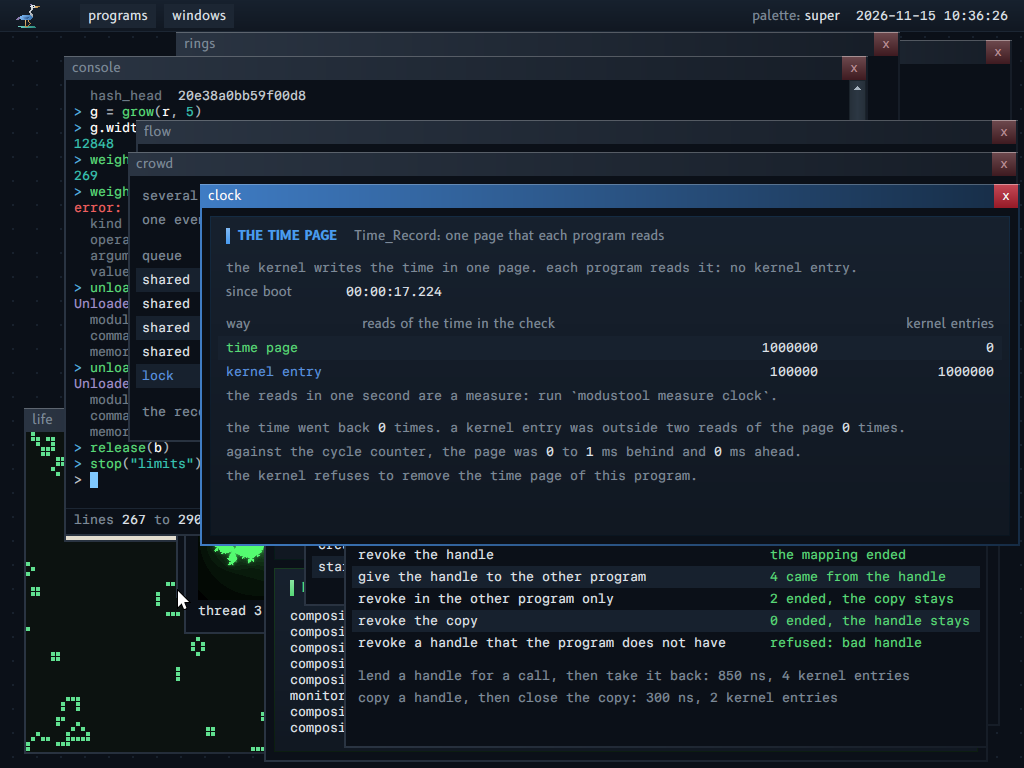 programs windows palette: super 2026-11-15 10:36:26
rings x
x
console x
hash_head 20e38a0bb59f00d8
> g = grow(r, 5)
> g.widt
12848
> weigh
269
> weigh
error:
kind
opera
argum
value
> unloa
Unloade
modul
comma
memor
> unloa
Unloade
modul
comma
memor
> release(b)
> stop("limits")
>
lines 267 to 290
flow x
crowd x
several
one even
queue
shared
shared
shared
shared
lock
the reco
clock x
THE TIME PAGE Time_Record: one page that each program reads
the kernel writes the time in one page. each program reads it: no kernel entry.
since boot 00:00:17.224
way reads of the time in the check kernel entries
time page 1000000 0
kernel entry 100000 1000000
the reads in one second are a measure: run `modustool measure clock`.
the time went back 0 times. a kernel entry was outside two reads of the page 0 times.
against the cycle counter, the page was 0 to 1 ms behind and 0 ms ahead.
the kernel refuses to remove the time page of this program.
life
thread 3
star
composi
composi
composi
composi
composi
monitor
composi
composi
revoke the handle the mapping ended
give the handle to the other program 4 came from the handle
revoke in the other program only 2 ended, the copy stays
revoke the copy 0 ended, the handle stays
revoke a handle that the program does not have refused: bad handle
lend a handle for a call, then take it back: 850 ns, 4 kernel entries
copy a handle, then close the copy: 300 ns, 2 kernel entries